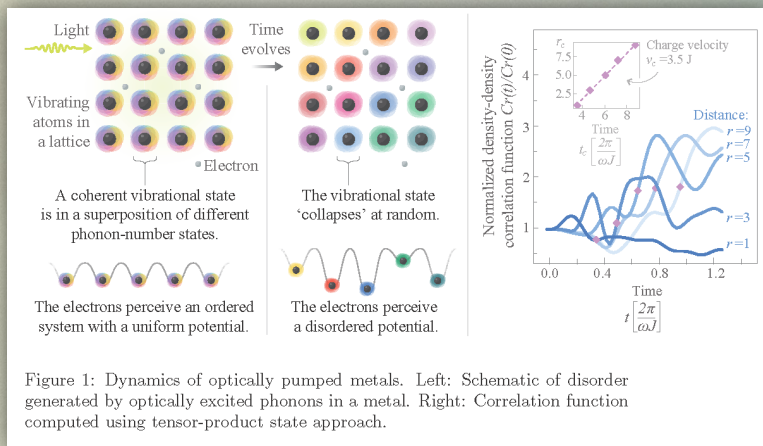 Light
Time
evolves
Vibrating
atoms in
a lattice
Electron
A coherent vibrational state
is in a superposition of different
phonon-number states.
The vibrational state
‘collapses’ at random.
The electrons perceive an ordered
system with a uniform potential.
The electrons perceive
a disordered potential.
Normalized density-density
correlation function Cr(t)/Cr(0)
4
3
2
1
0
0.0
0.4
0.8
1.2
Time
t[2π/ωJ]
r_c
7.5
5.0
2.5
4
6
8
Time
t_c[2π/ωJ]
Charge velocity
v_c =3.5 J
Distance:
r=9
r=7
r=5
r=3
r=1
Figure 1: Dynamics of optically pumped metals. Left: Schematic of disorder
generated by optically excited phonons in a metal. Right: Correlation function
computed using tensor-product state approach.